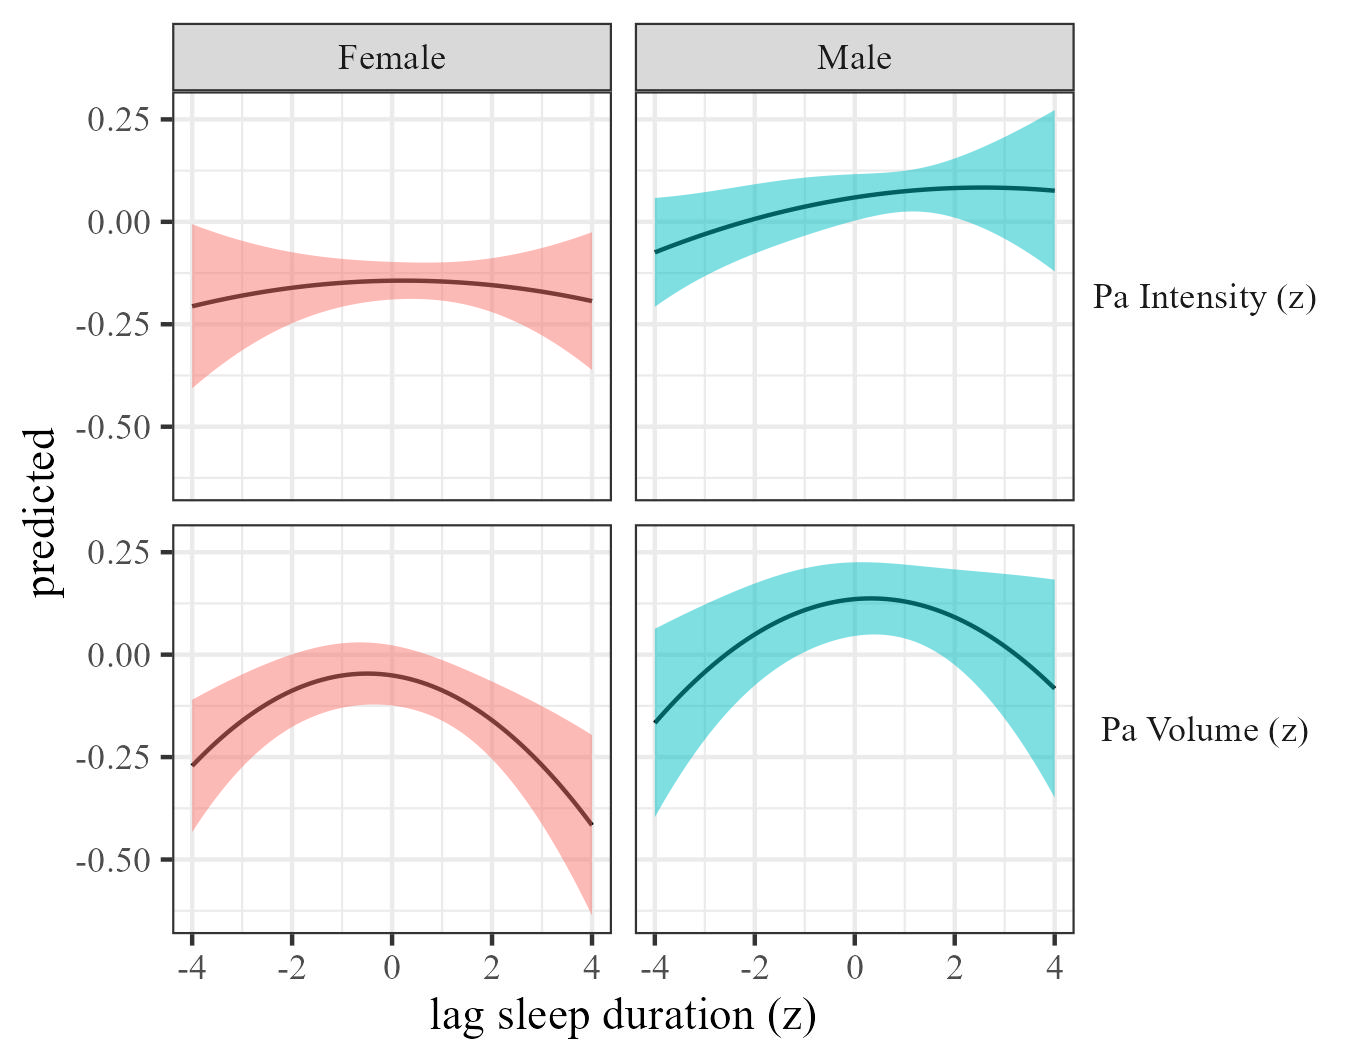 Female
Male
0.25
0.00
-0.25
-0.50
Pa Intensity (z)
predicted
0.25
0.00
-0.25
-0.50
Pa Volume (z)
-4 -2 0 2 4
-4 -2 0 2 4
lag sleep duration (z)